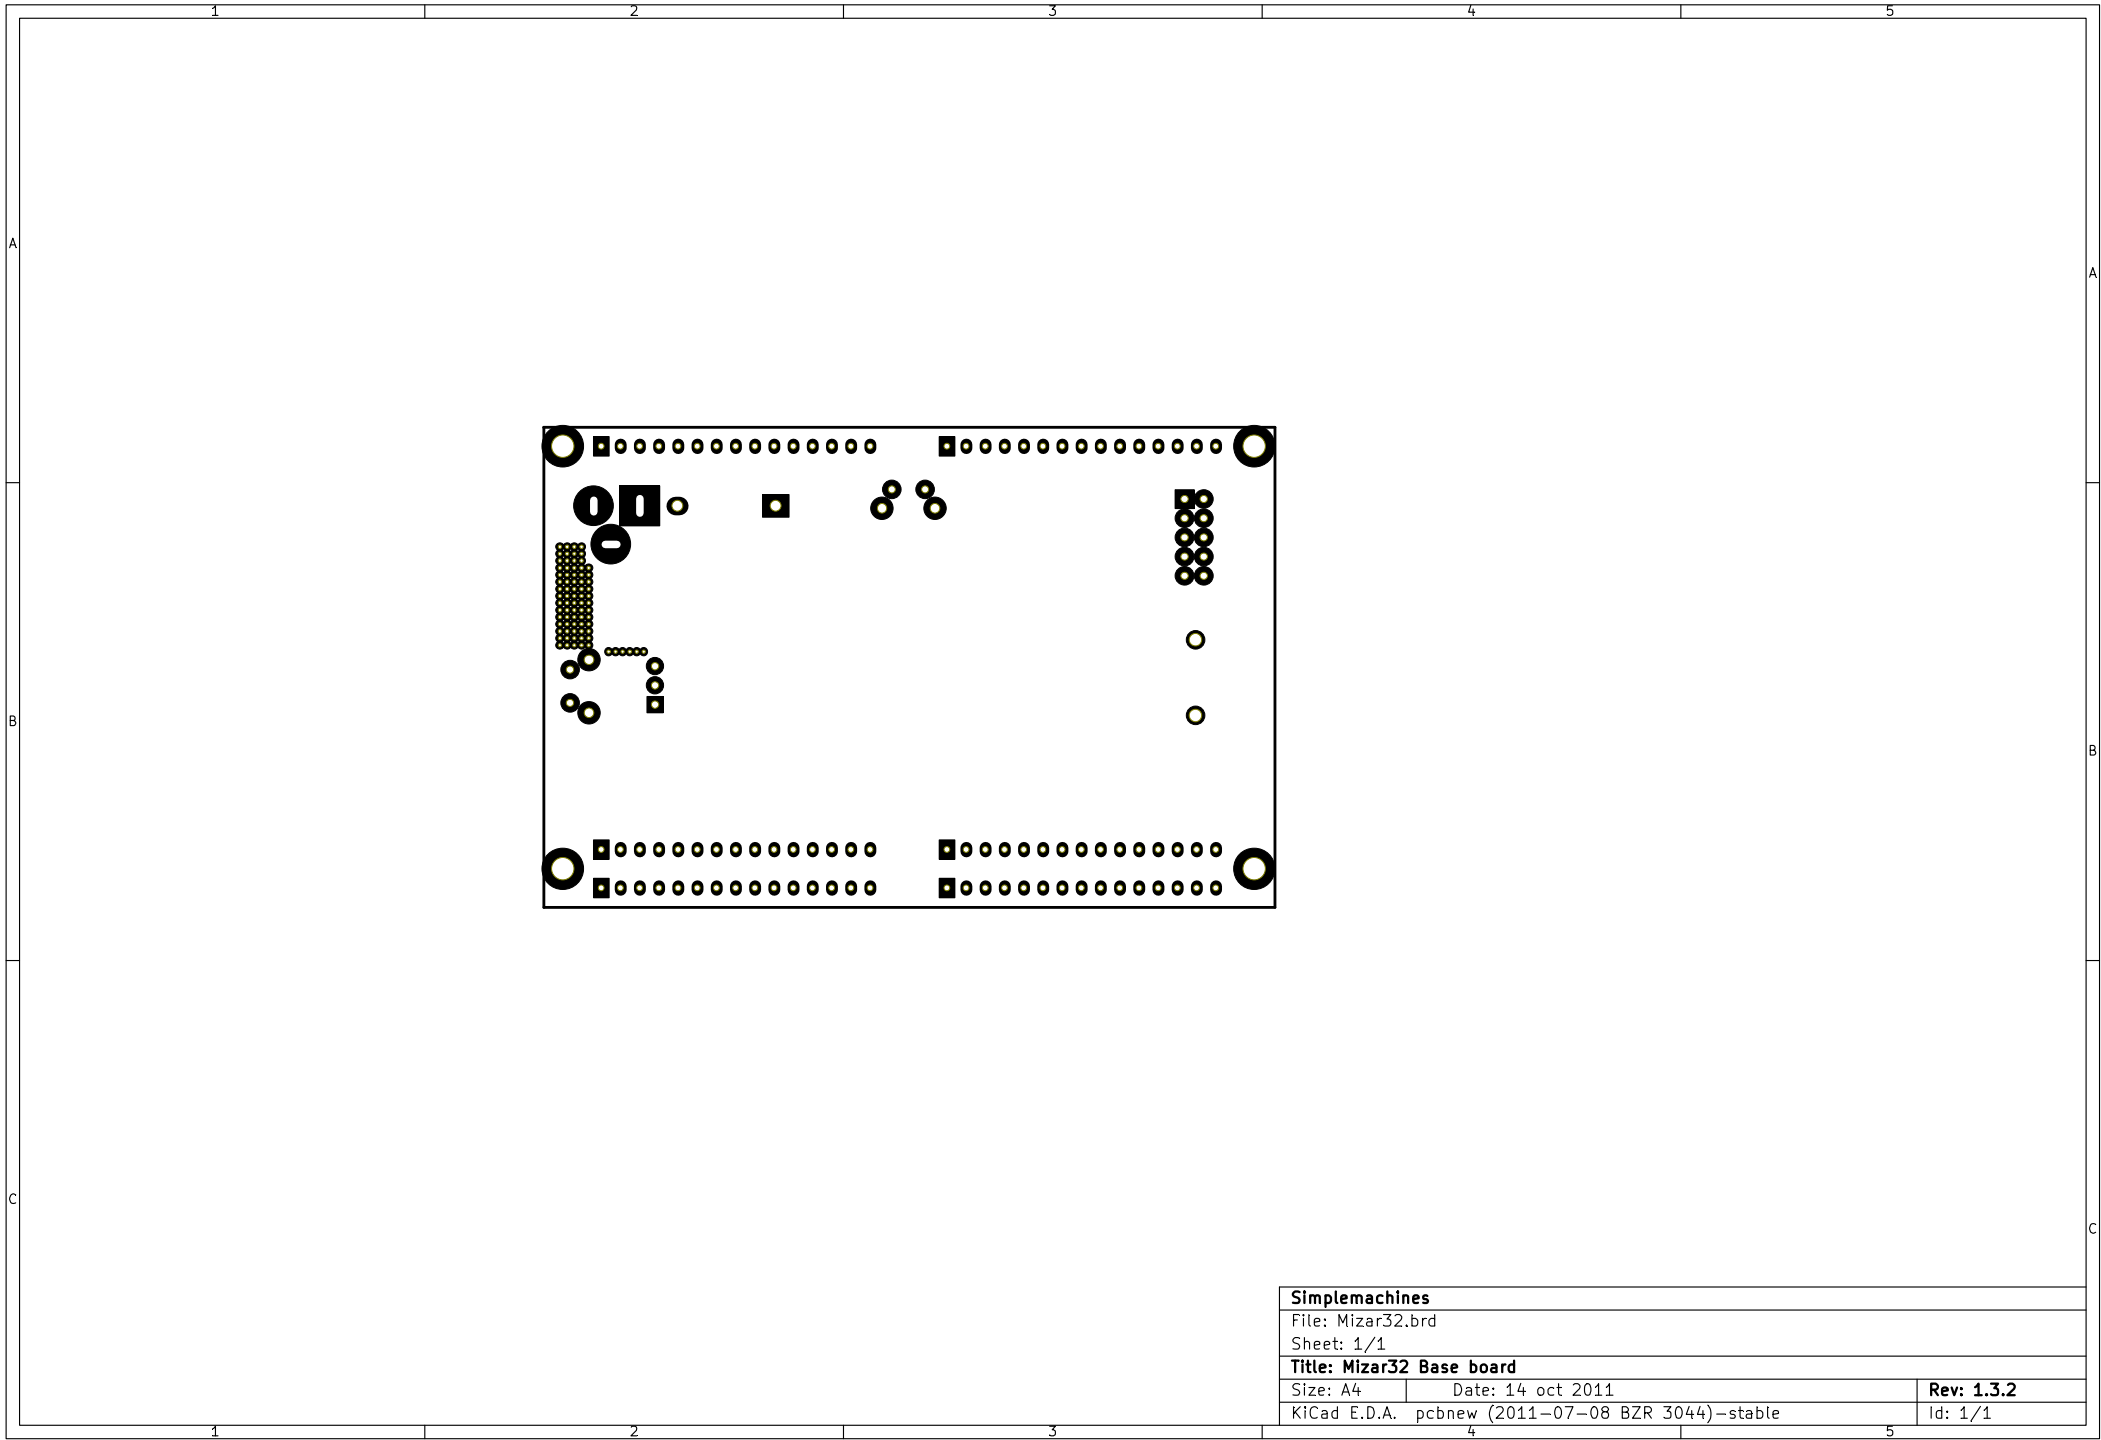 1 2 3 4 5
A
A
B
B
C
C
Simplemachines
File: Mizar32.brd
Sheet: 1/1
Title: Mizar32 Base board
Size: A4 Date: 14 oct 2011 Rev: 1.3.2
KiCad E.D.A. pcbnew (2011-07-08 BZR 3044)-stable Id: 1/1
1 2 3 4 5